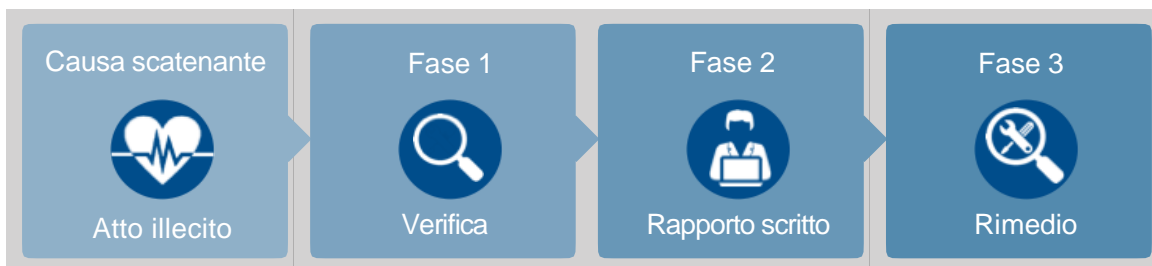 Causa scatenante
Atto illecito
Fase 1
Verifica
Fase 2
Rapporto scritto
Fase 3
Rimedio